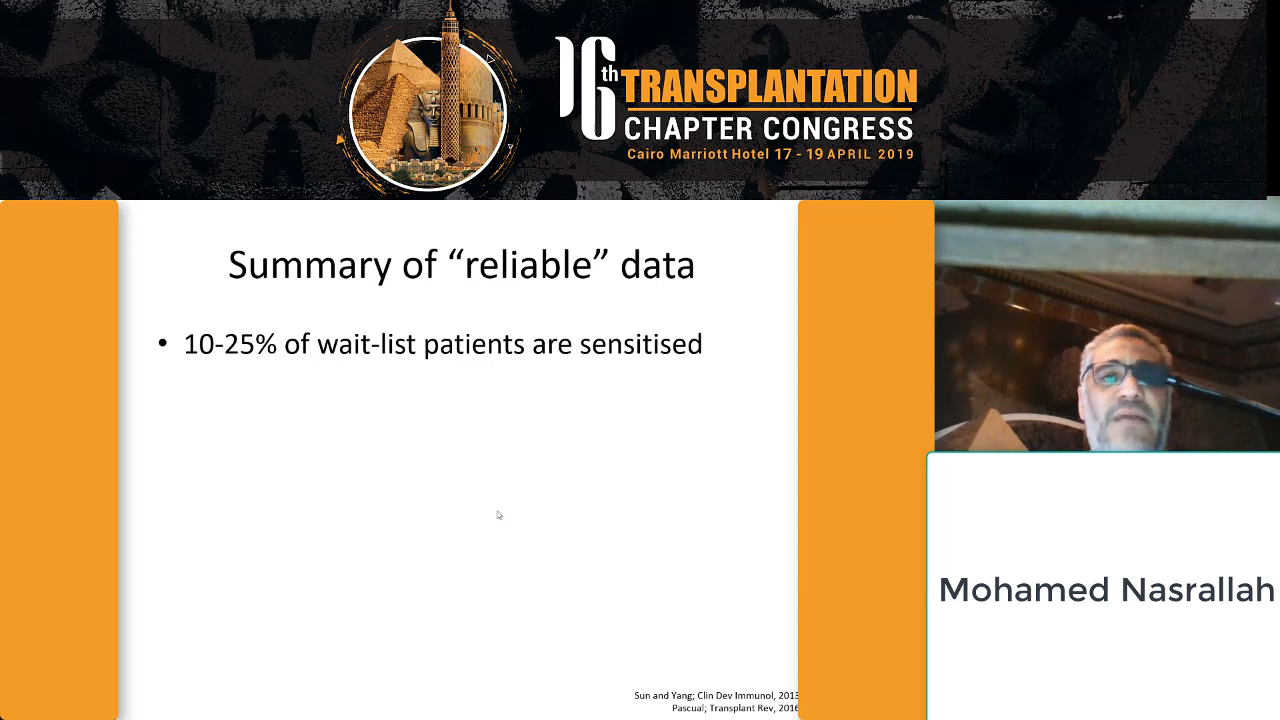 16th TRANSPLANTATION
CHAPTER CONGRESS
Cairo Marriott Hotel 17 - 19 APRIL 2019
Summary of “reliable” data
• 10-25% of wait-list patients are sensitised
Mohamed Nasrallah
Sun and Yang; Clin Dev Immunol, 2013
Pascual; Transplant Rev, 2016